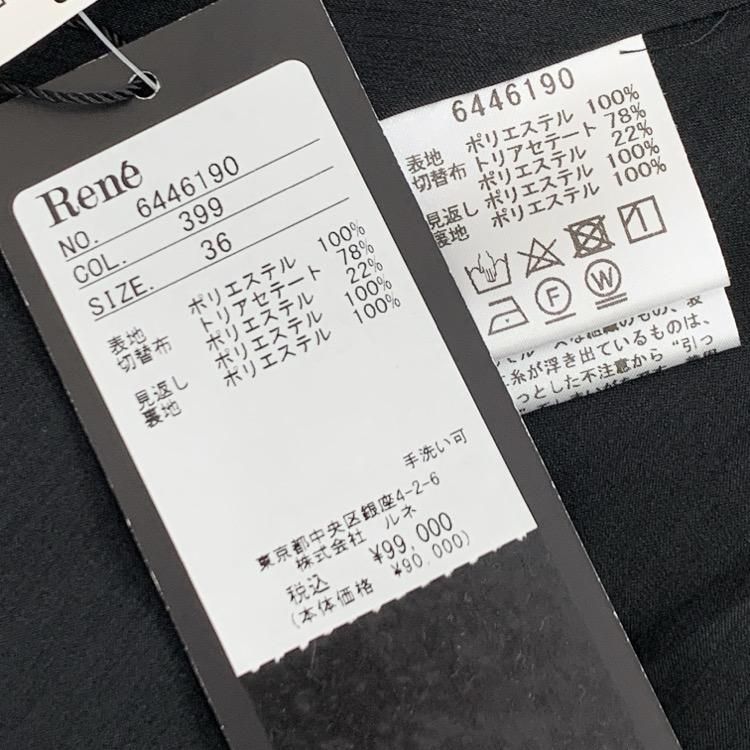 René
NO. 6446190
COL. 399
SIZE. 36
表地 ポリエステル 100%
切替布 トリアセテート 78%
ポリエステル 22%
見返し ポリエステル 100%
裏地 ポリエステル 100%
手洗い可
東京都中央区銀座4-2-6
株式会社 ルネ
税込 ¥99,000
(本体価格 ¥90,000)
6446190
表地 ポリエステル 100%
切替布 トリアセテート 78%
ポリエステル 22%
見返し ポリエステル 100%
裏地 ポリエステル 100%
F
W
糸が浮き出ているものは、
っとした不注意から“引っ